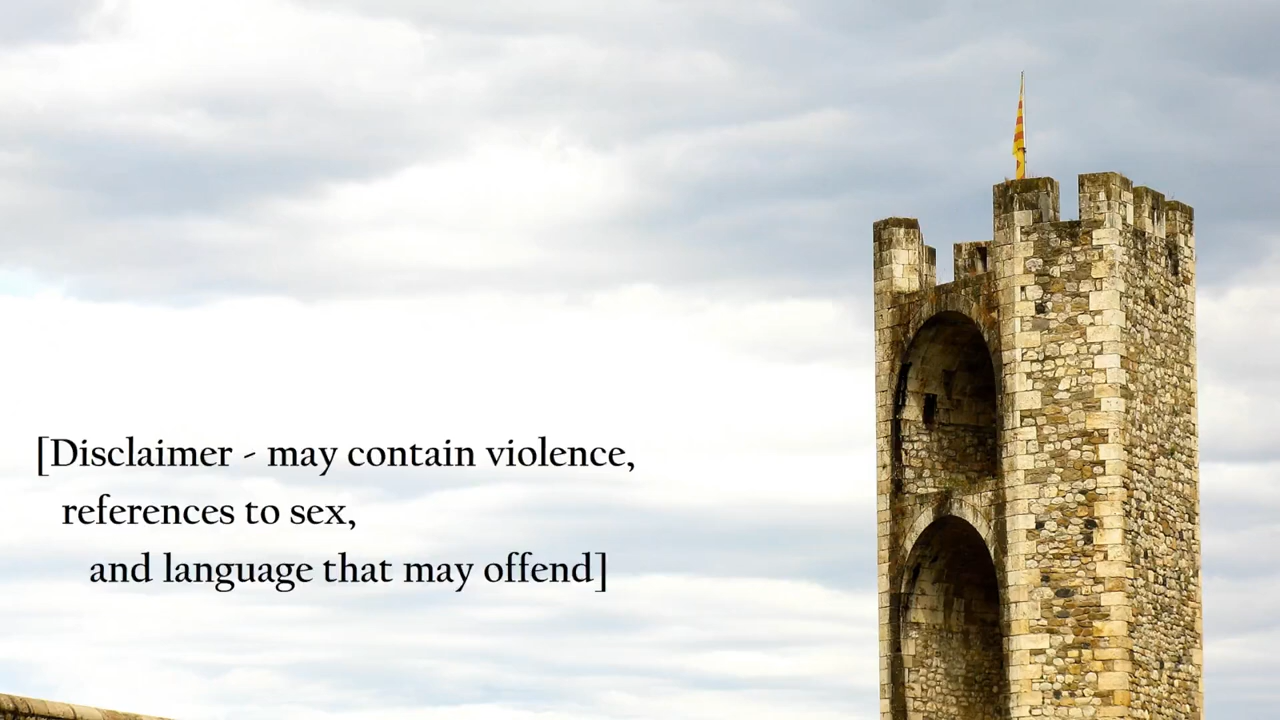 [Disclaimer - may contain violence,
references to sex,
and language that may offend]